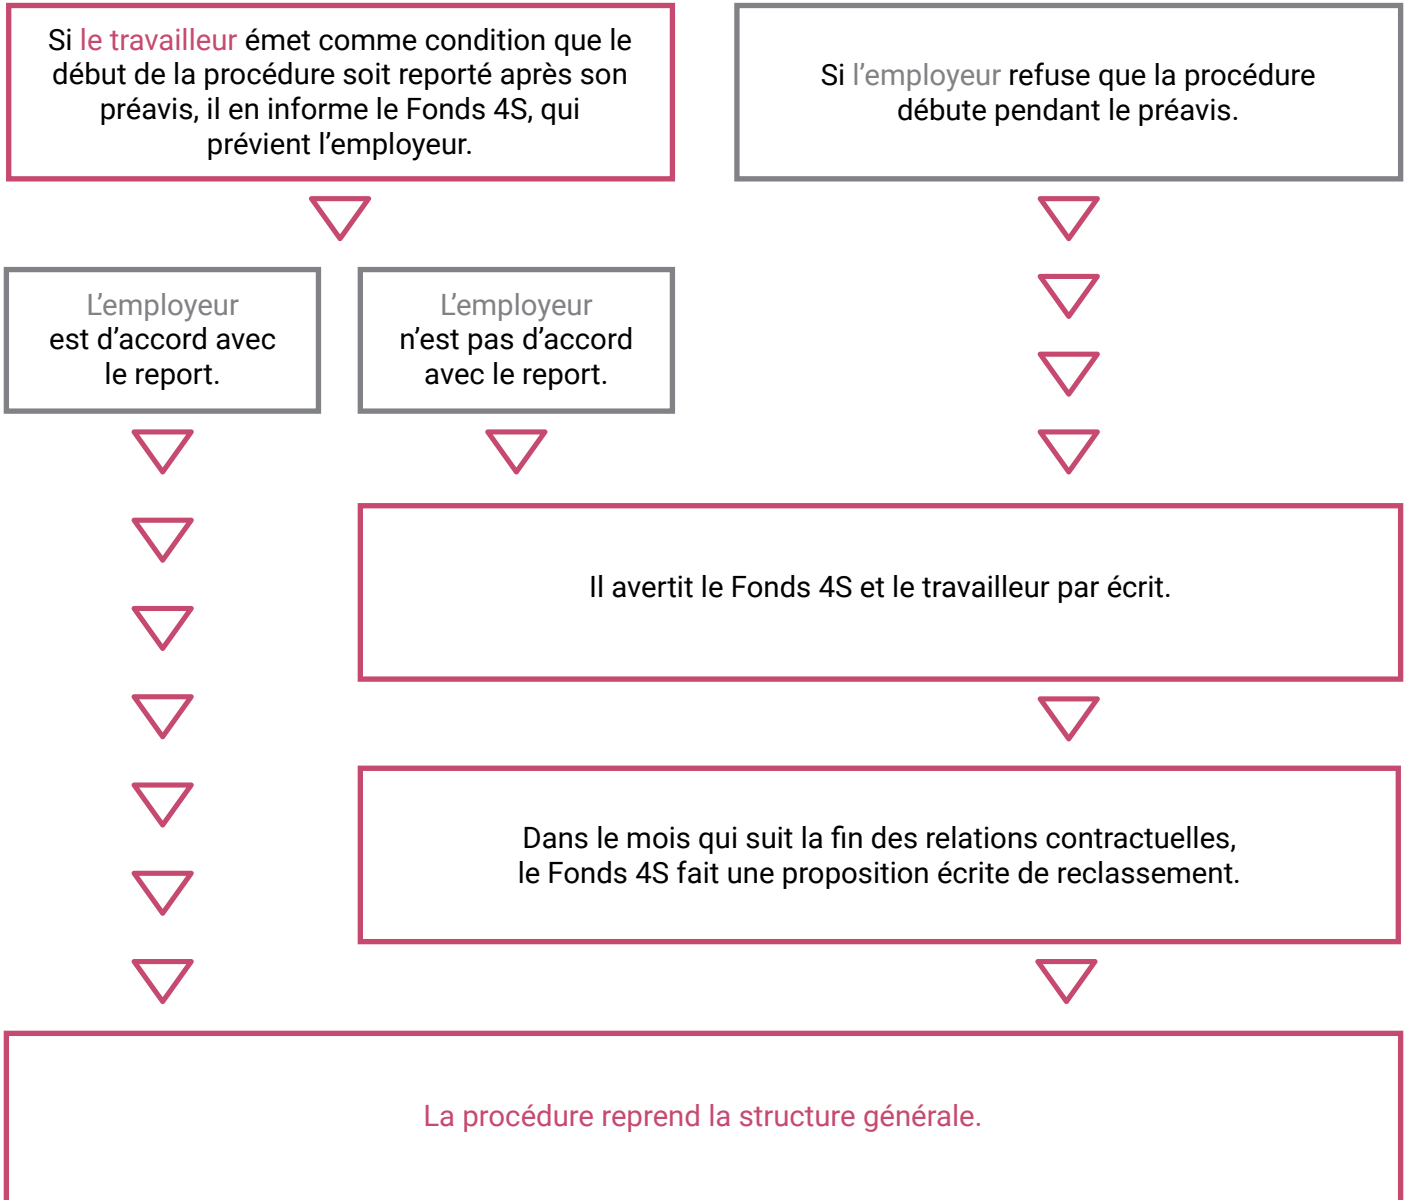 Si le travailleur émet comme condition que le
début de la procédure soit reporté après son
préavis, il en informe le Fonds 4S, qui
prévient l’employeur.
Si l’employeur refuse que la procédure
débute pendant le préavis.
L’employeur
est d’accord avec
le report.
L’employeur
n’est pas d’accord
avec le report.
Il avertit le Fonds 4S et le travailleur par écrit.
Dans le mois qui suit la fin des relations contractuelles,
le Fonds 4S fait une proposition écrite de reclassement.
La procédure reprend la structure générale.